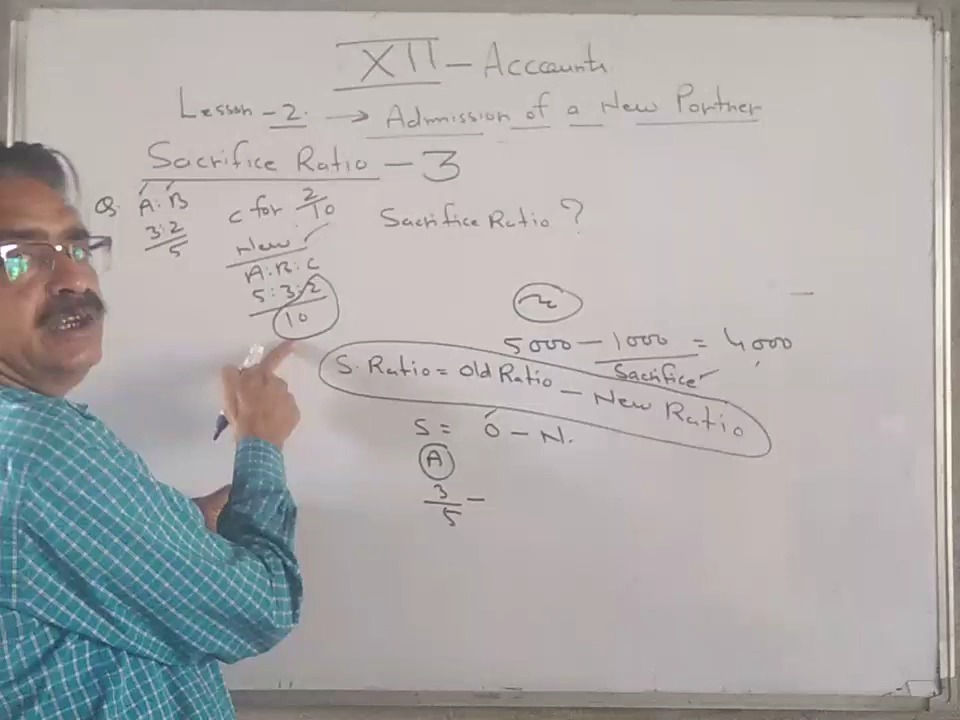 XII - Accounts
Lesson - 2. → Admission of a New Partner
Sacrifice Ratio - 3
Q. A : B
3 : 2
5
C for 2/10
New
A : B : C
5 : 3 : 2
10
Sacrifice Ratio ?
5000 - 1000 = 4000
Sacrifice
S. Ratio = Old Ratio - New Ratio
S = O - N.
A
3/5 -